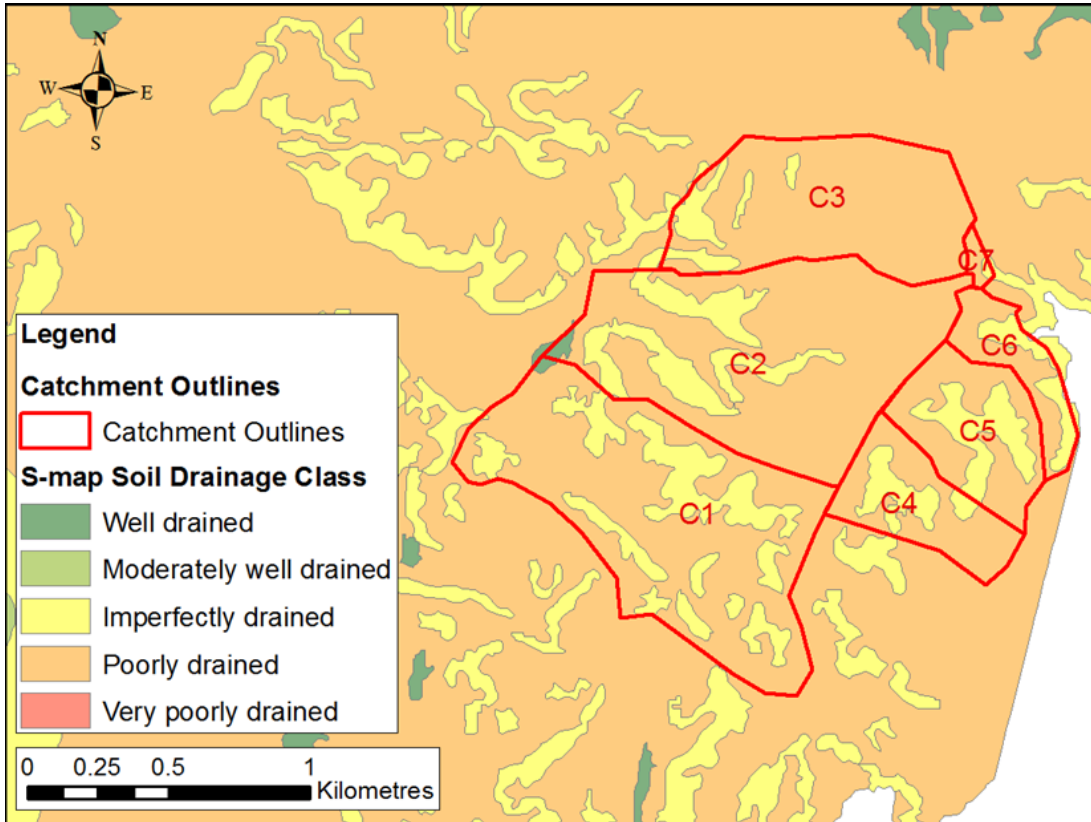 N
W E
S
C3
C7
C6
C2
C5
C4
C1
Legend
Catchment Outlines
Catchment Outlines
S-map Soil Drainage Class
Well drained
Moderately well drained
Imperfectly drained
Poorly drained
Very poorly drained
0 0.25 0.5 1
Kilometres